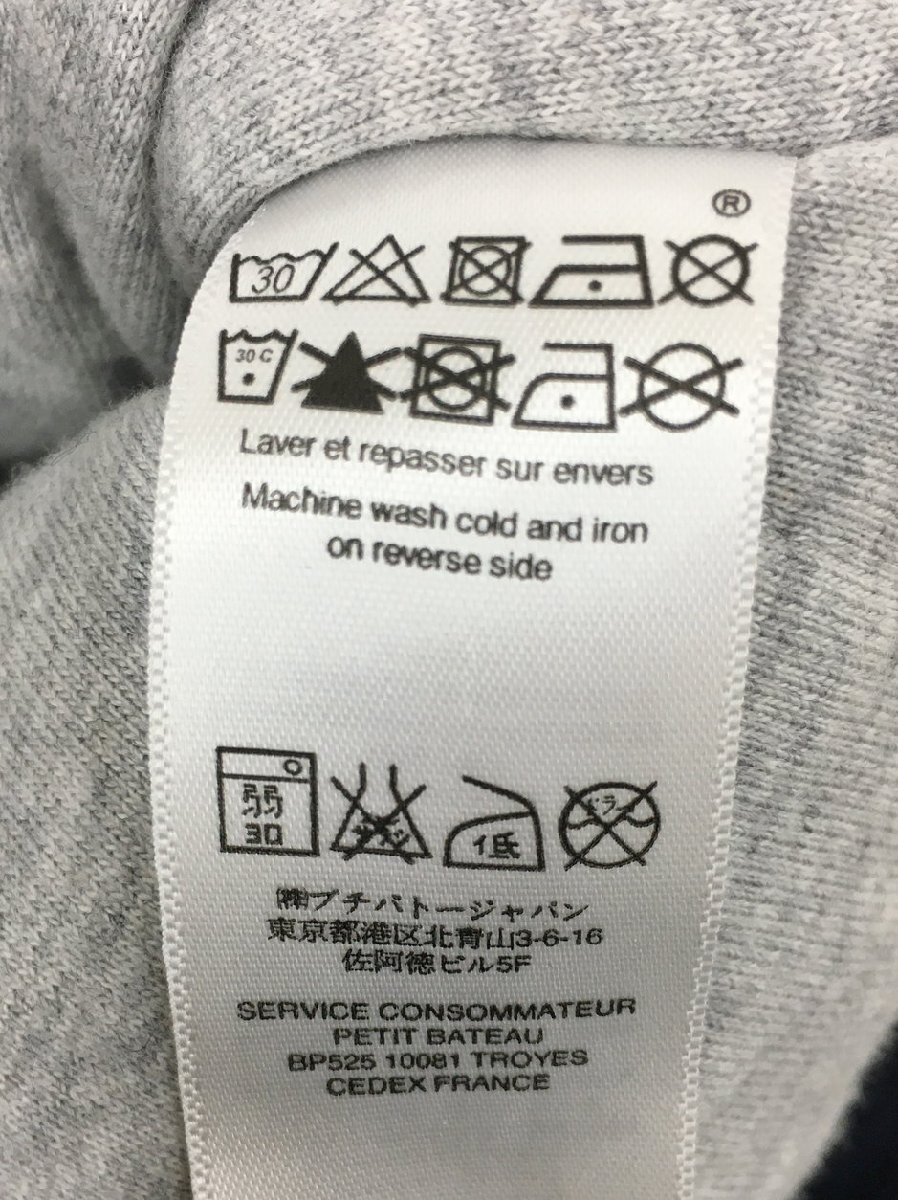 ®
30
30 C
Laver et repasser sur envers
Machine wash cold and iron
on reverse side
弱
30
低
ドライ
㈱プチバトージャパン
東京都港区北青山3-6-16
佐阿徳ビル5F
SERVICE CONSOMMATEUR
PETIT BATEAU
BP525 10081 TROYES
CEDEX FRANCE